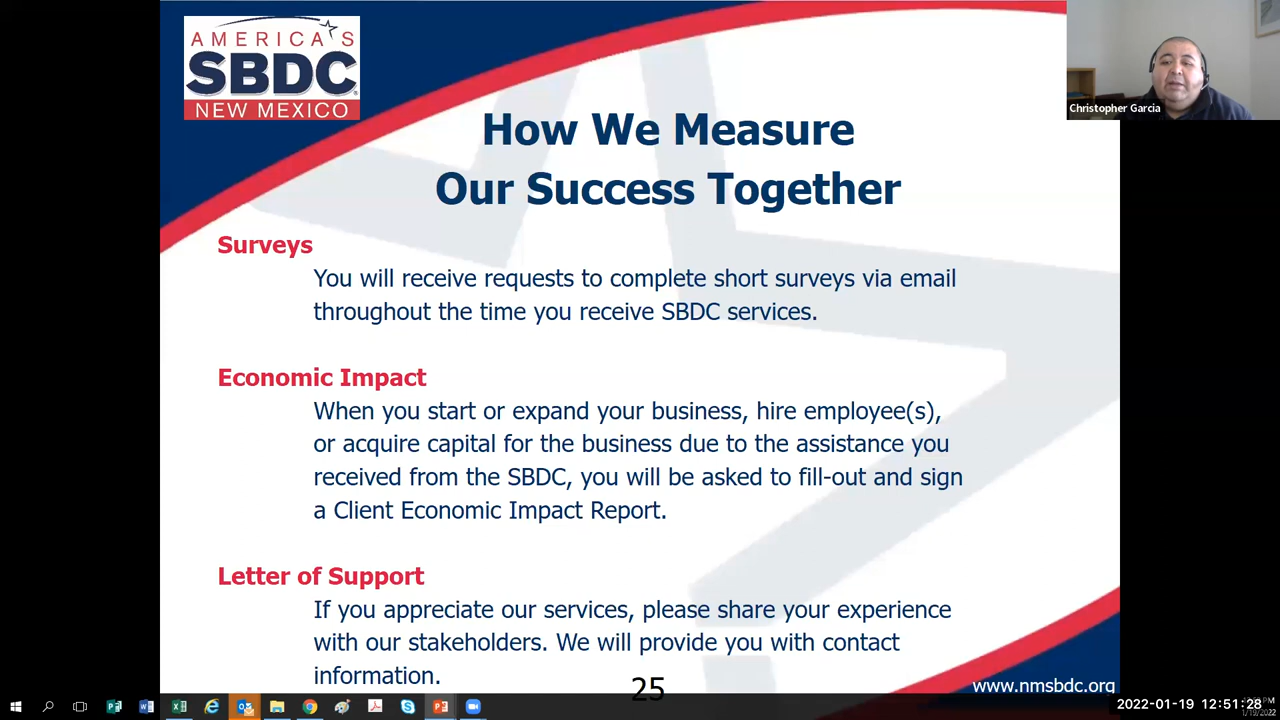 AMERICA'S
SBDC
NEW MEXICO
Christopher Garcia
How We Measure
Our Success Together
Surveys
You will receive requests to complete short surveys via email
throughout the time you receive SBDC services.
Economic Impact
When you start or expand your business, hire employee(s),
or acquire capital for the business due to the assistance you
received from the SBDC, you will be asked to fill-out and sign
a Client Economic Impact Report.
Letter of Support
If you appreciate our services, please share your experience
with our stakeholders. We will provide you with contact
information.
25
www.nmsbdc.org
2022-01-19 12:51:28
1/19/2022